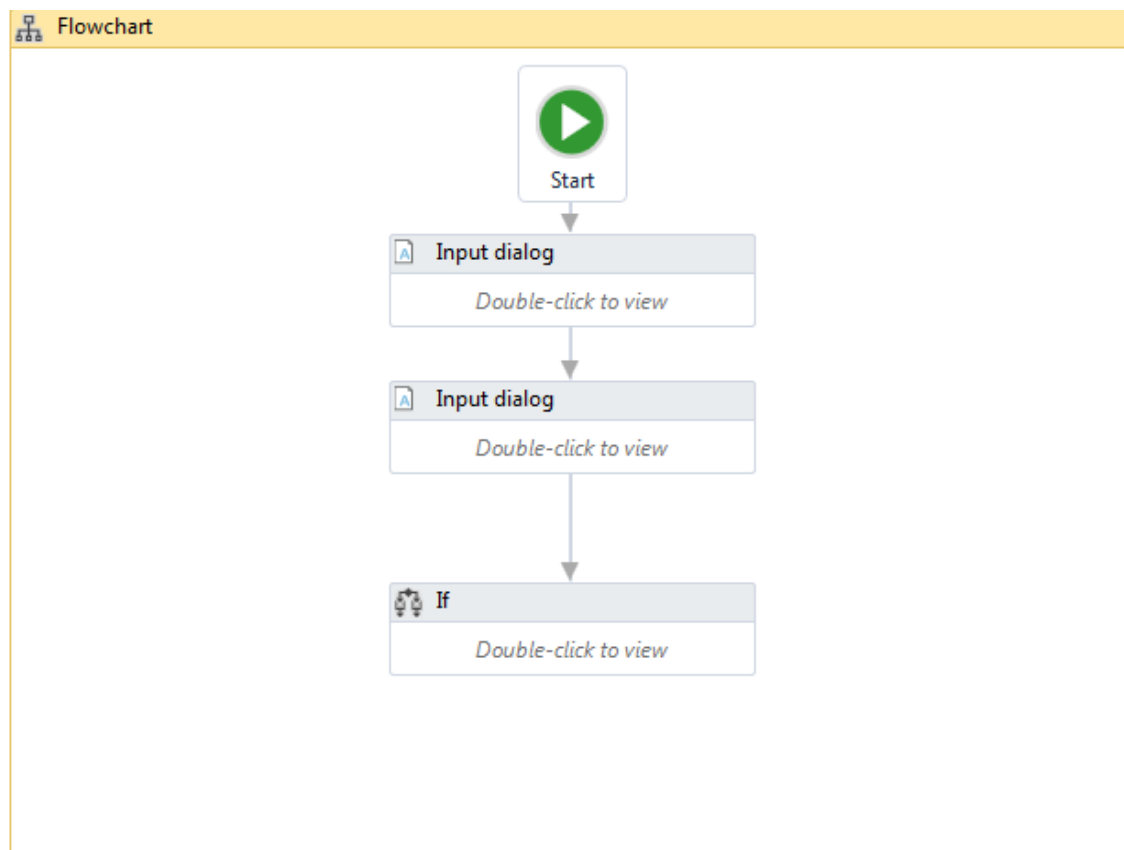 Flowchart
Start
Input dialog
Double-click to view
Input dialog
Double-click to view
If
Double-click to view